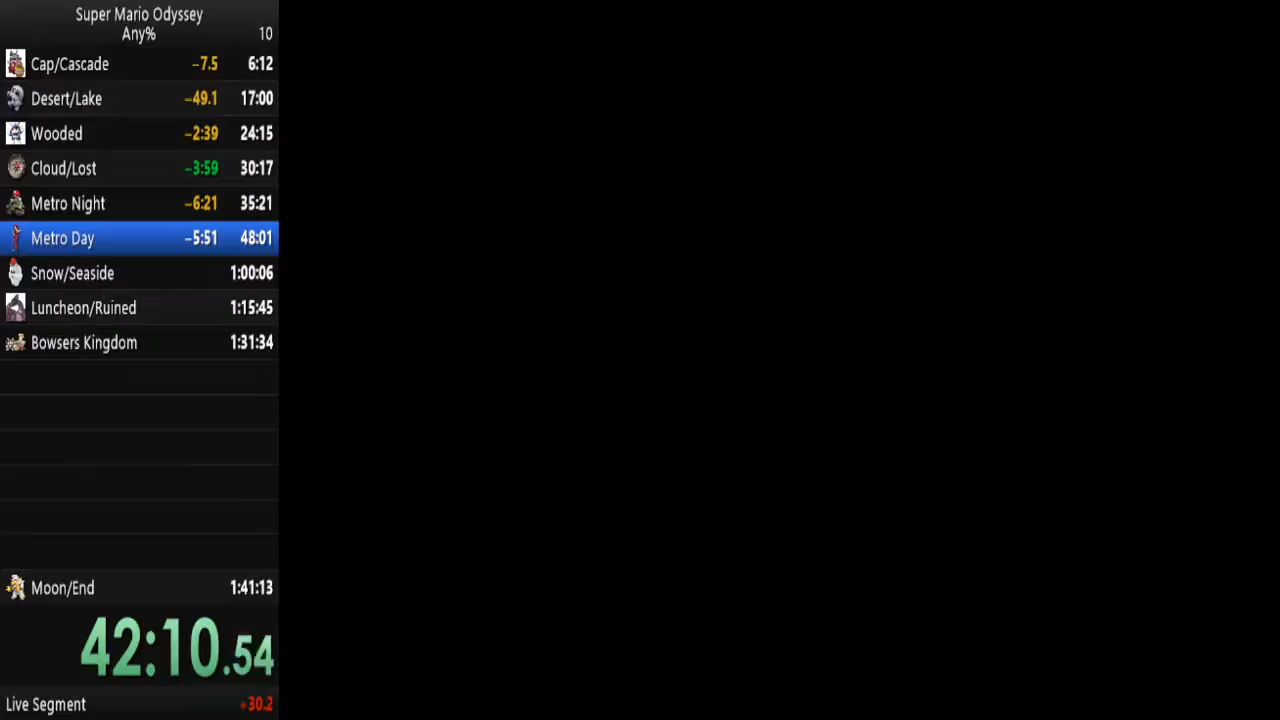 Super Mario Odyssey
Any% 10
Cap/Cascade −7.5 6:12
Desert/Lake −49.1 17:00
Wooded −2:39 24:15
Cloud/Lost −3:59 30:17
Metro Night −6:21 35:21
Metro Day −5:51 48:01
Snow/Seaside 1:00:06
Luncheon/Ruined 1:15:45
Bowsers Kingdom 1:31:34
Moon/End 1:41:13
42:10.54
Live Segment +30.2